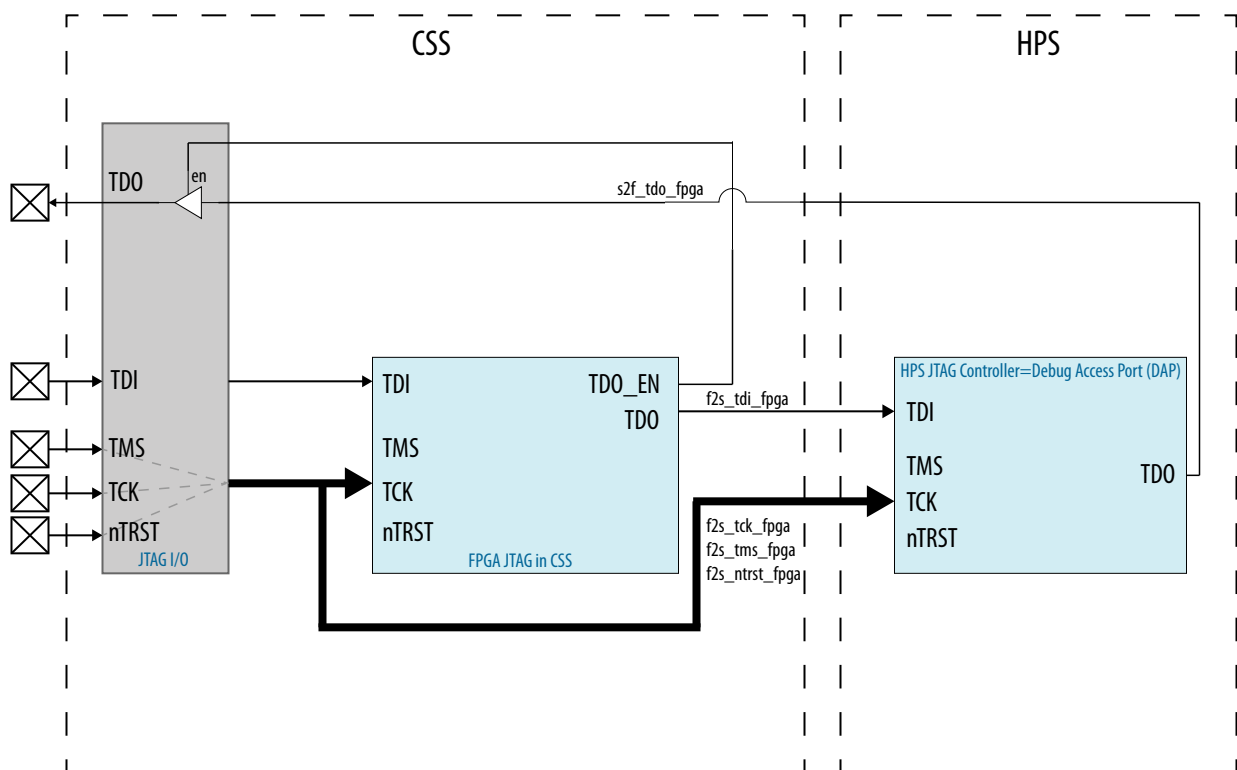 CSS
HPS
TDO
en
s2f_tdo_fpga
TDI
TMS
TCK
nTRST
JTAG I/O
TDI
TDO_EN
TDO
TMS
TCK
nTRST
FPGA JTAG in CSS
f2s_tdi_fpga
f2s_tck_fpga
f2s_tms_fpga
f2s_ntrst_fpga
HPS JTAG Controller=Debug Access Port (DAP)
TDI
TMS
TDO
TCK
nTRST